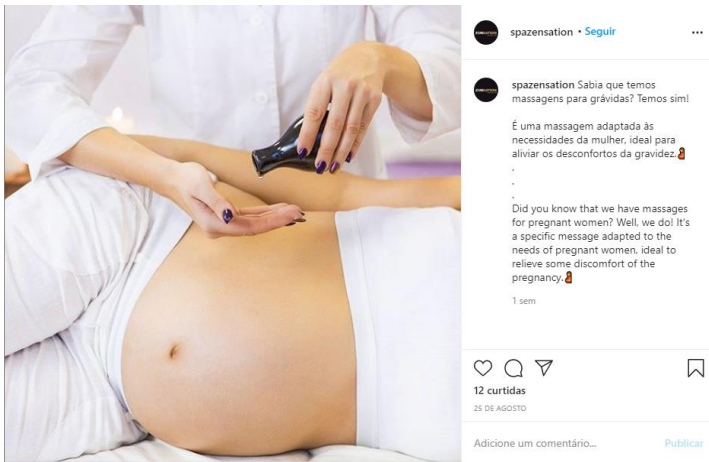 spazensation • Seguir
spazensation Sabia que temos
massagens para grávidas? Temos sim!
É uma massagem adaptada às
necessidades da mulher, ideal para
aliviar os desconfortos da gravidez.
.
.
.
Did you know that we have massages
for pregnant women? Well, we do! It's
a specific message adapted to the
needs of pregnant women, ideal to
relieve some discomfort of the
pregnancy.
1 sem
12 curtidas
25 DE AGOSTO
Adicione um comentário... Publicar